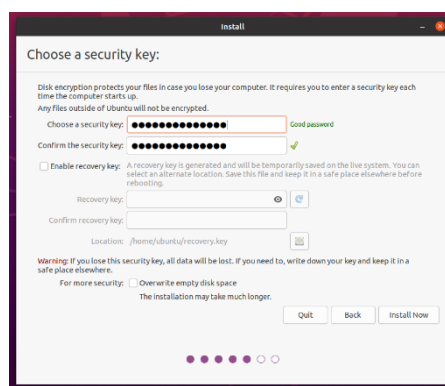 Install
Choose a security key:
Disk encryption protects your files in case you lose your computer. It requires you to enter a security key each
time the computer starts up.
Any files outside of Ubuntu will not be encrypted.
Choose a security key: ●●●●●●●●●●●●●●● Good password
Confirm the security key: ●●●●●●●●●●●●●●●
Enable recovery key: A recovery key is generated and will be temporarily saved on the live system. You can
select an alternate location. Save this file and keep it in a safe place elsewhere before
rebooting.
Recovery key:
Confirm recovery key:
Location: /home/ubuntu/recovery.key
Warning: If you lose this security key, all data will be lost. If you need to, write down your key and keep it in a
safe place elsewhere.
For more security: Overwrite empty disk space
The installation may take much longer.
Quit Back Install Now